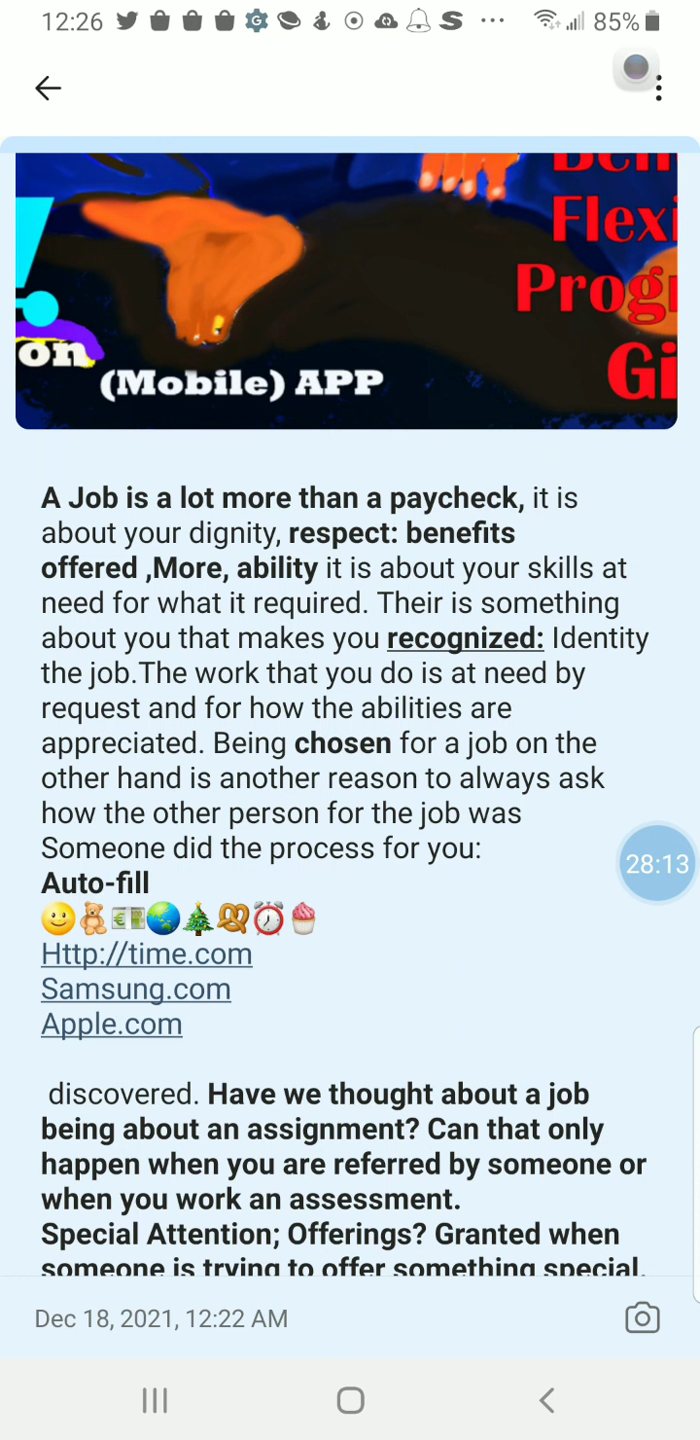 12:26
85%
Flexi
Progr
on
(Mobile) APP
Gi
A Job is a lot more than a paycheck, it is
about your dignity, respect: benefits
offered ,More, ability it is about your skills at
need for what it required. Their is something
about you that makes you recognized: Identity
the job.The work that you do is at need by
request and for how the abilities are
appreciated. Being chosen for a job on the
other hand is another reason to always ask
how the other person for the job was
Someone did the process for you:
28:13
Auto-fill
Http://time.com
Samsung.com
Apple.com
discovered. Have we thought about a job
being about an assignment? Can that only
happen when you are referred by someone or
when you work an assessment.
Special Attention; Offerings? Granted when
someone is trying to offer something special.
Dec 18, 2021, 12:22 AM